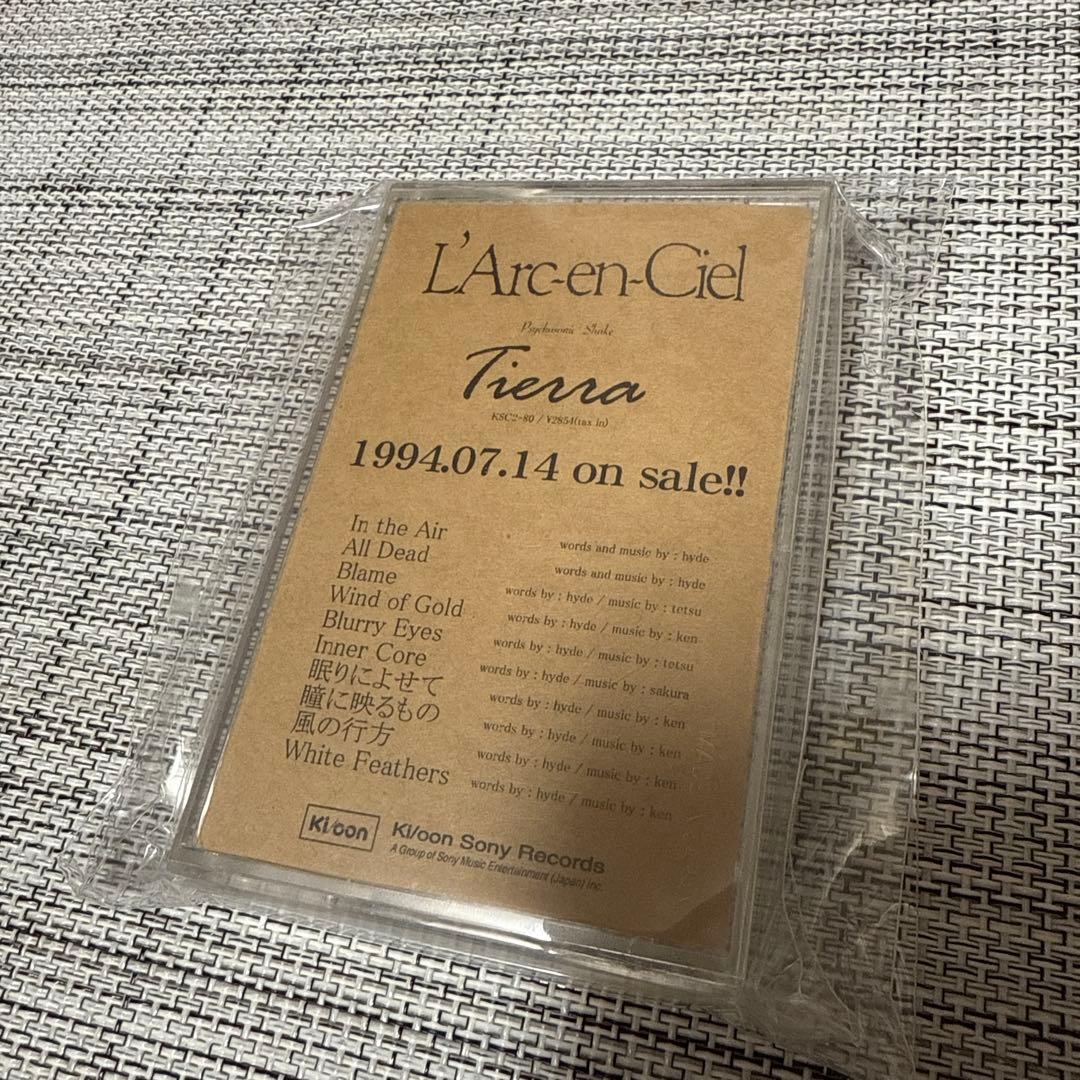 L'Arc-en-Ciel
Shake
Tierra
KSC2-80 / ¥2854(tax in)
1994.07.14 on sale!!
In the Air words and music by : hyde
All Dead words and music by : hyde
Blame words by : hyde / music by : tetsu
Wind of Gold words by : hyde / music by : ken
Blurry Eyes words by : hyde / music by : tetsu
Inner Core words by : hyde / music by : sakura
眠りによせて words by : hyde / music by : ken
瞳に映るもの words by : hyde / music by : ken
風の行方 words by : hyde / music by : ken
White Feathers words by : hyde / music by : ken
Ki/oon Ki/oon Sony Records
A Group of Sony Music Entertainment (Japan) Inc.